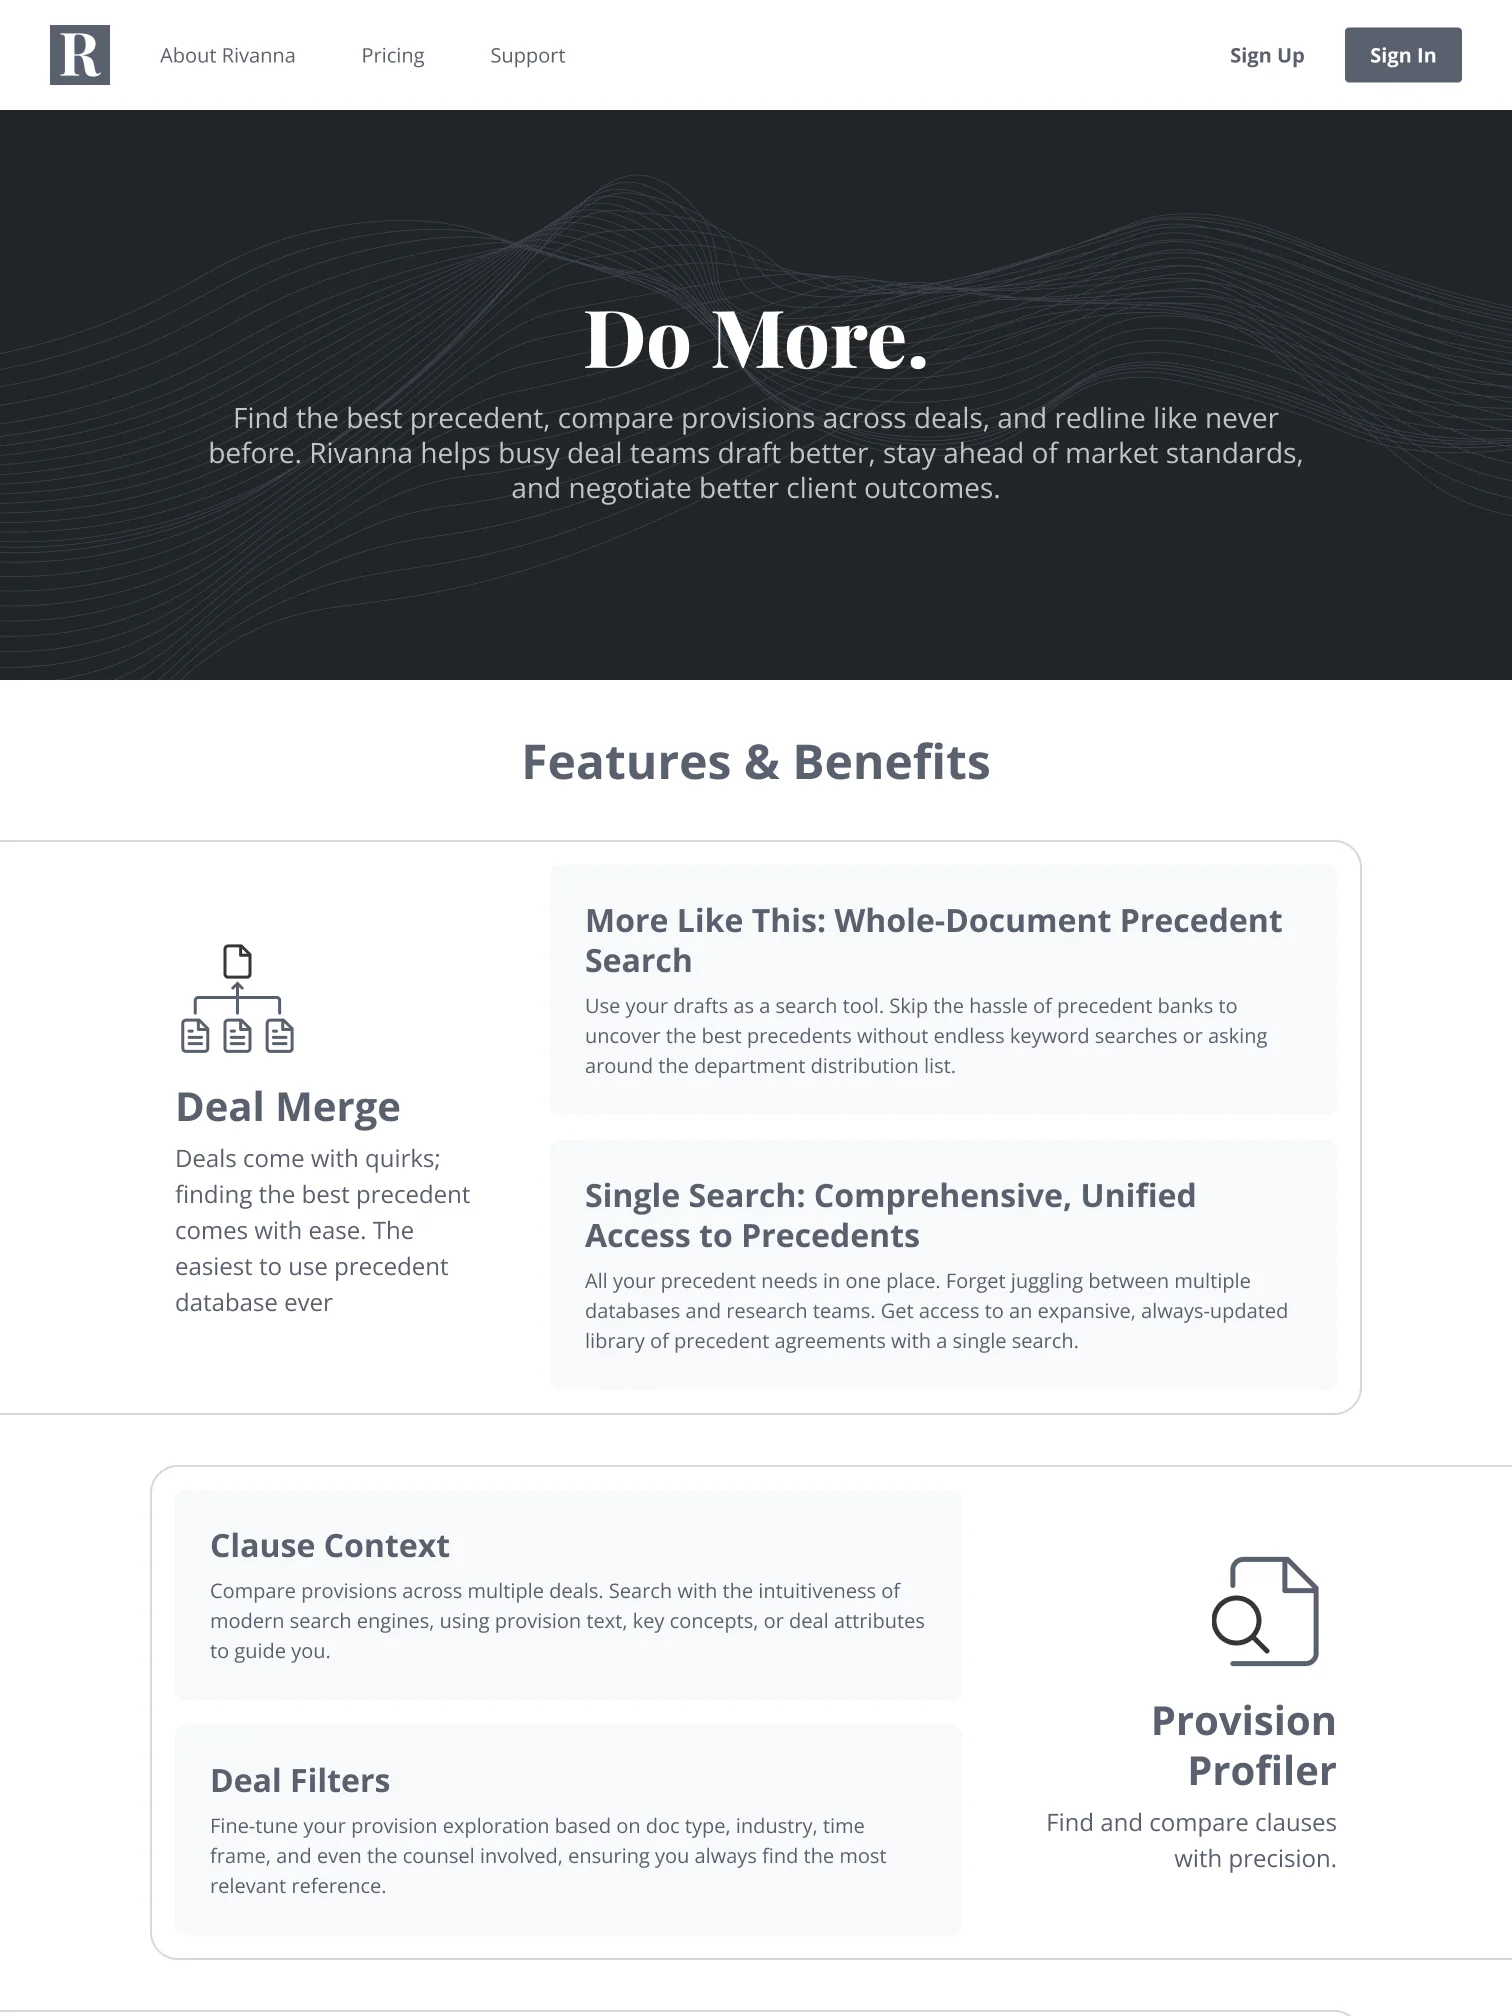 R
About Rivanna
Pricing
Support
Sign Up
Sign In
Do More.
Find the best precedent, compare provisions across deals, and redline like never
before. Rivanna helps busy deal teams draft better, stay ahead of market standards,
and negotiate better client outcomes.
Features & Benefits
Deal Merge
Deals come with quirks;
finding the best precedent
comes with ease. The
easiest to use precedent
database ever
More Like This: Whole-Document Precedent
Search
Use your drafts as a search tool. Skip the hassle of precedent banks to
uncover the best precedents without endless keyword searches or asking
around the department distribution list.
Single Search: Comprehensive, Unified
Access to Precedents
All your precedent needs in one place. Forget juggling between multiple
databases and research teams. Get access to an expansive, always-updated
library of precedent agreements with a single search.
Clause Context
Compare provisions across multiple deals. Search with the intuitiveness of
modern search engines, using provision text, key concepts, or deal attributes
to guide you.
Deal Filters
Fine-tune your provision exploration based on doc type, industry, time
frame, and even the counsel involved, ensuring you always find the most
relevant reference.
Provision
Profiler
Find and compare clauses
with precision.